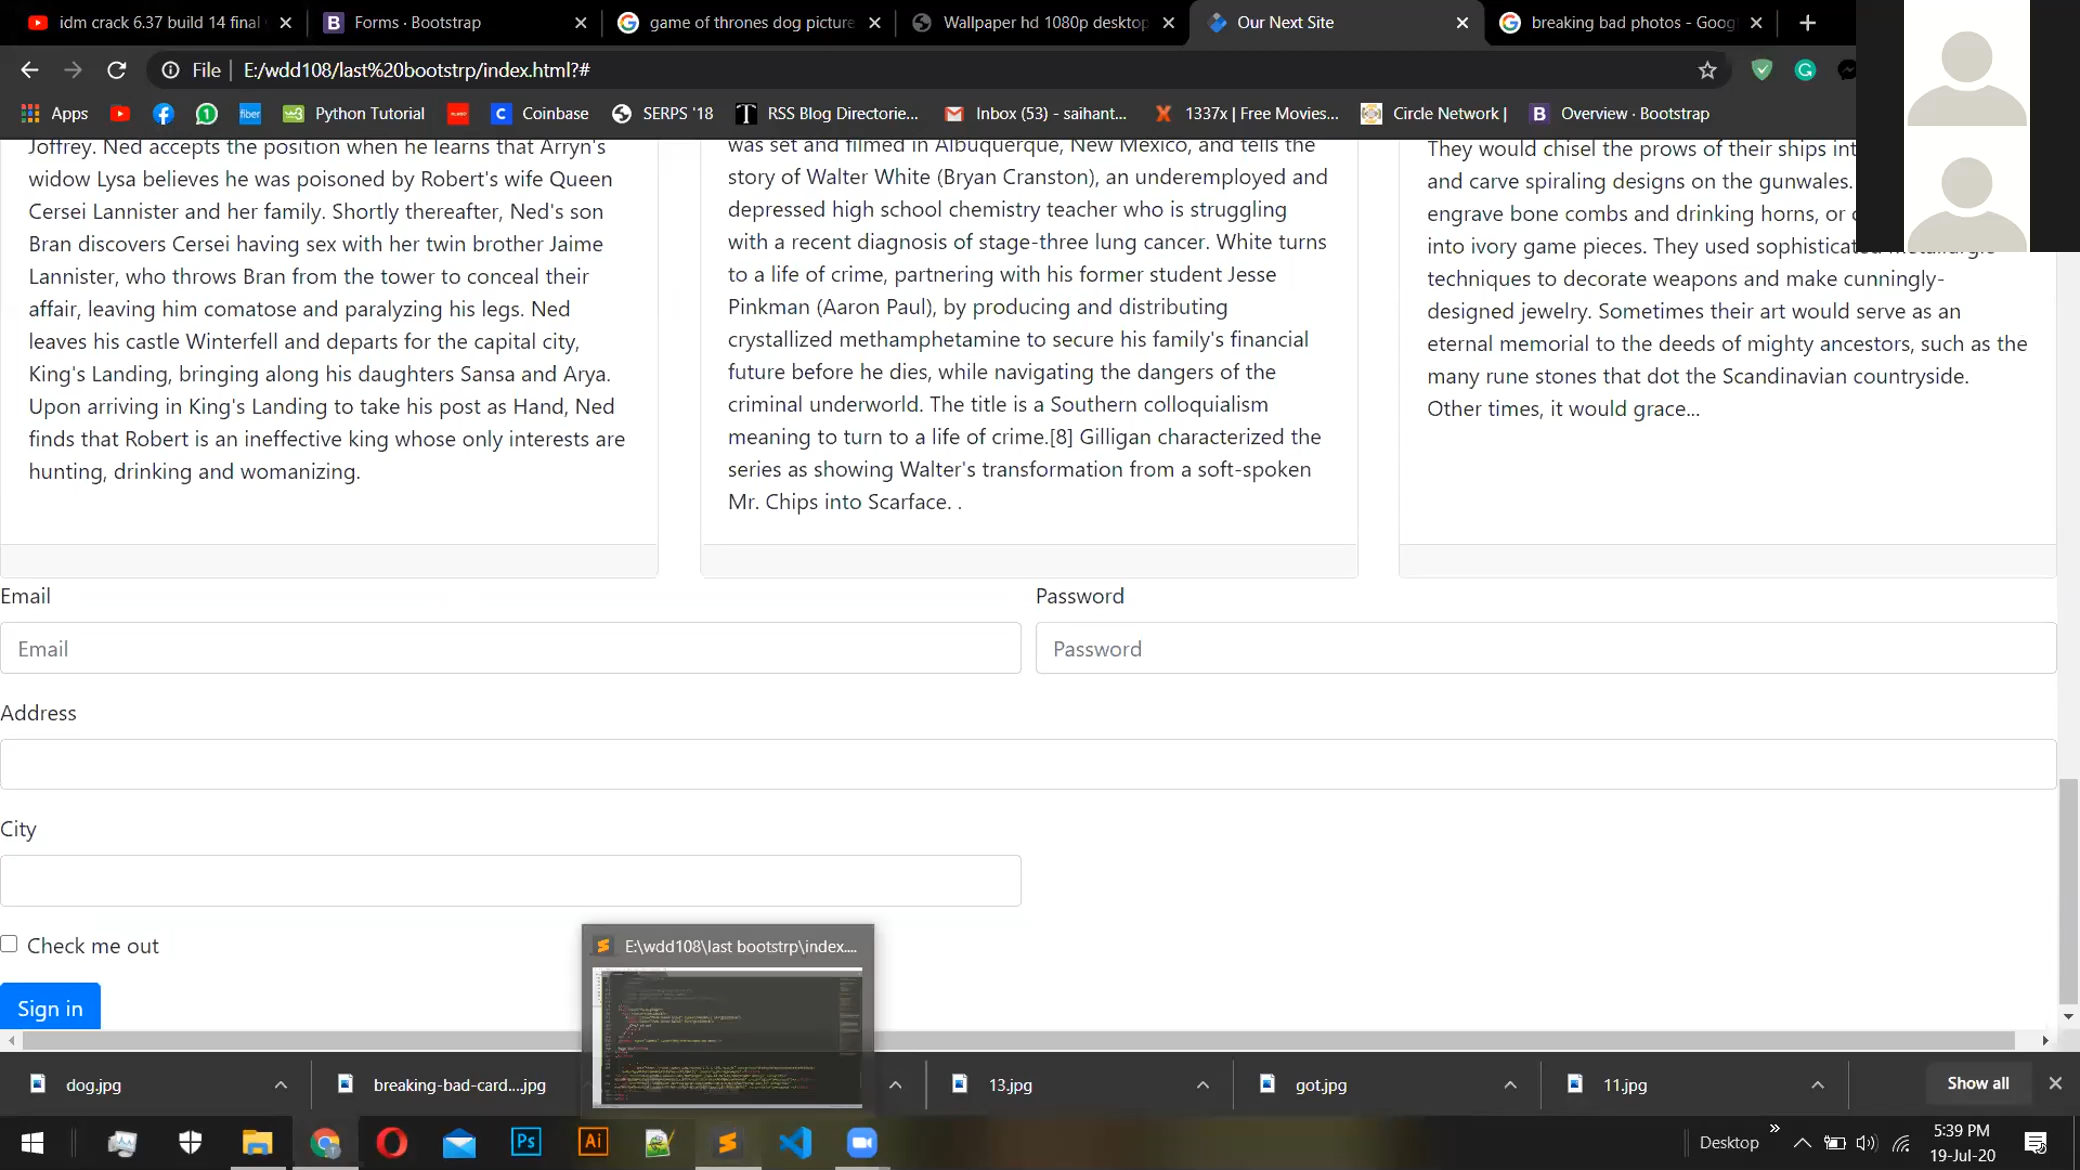 idm crack 6.37 build 14 final
Forms · Bootstrap
game of thrones dog picture
Wallpaper hd 1080p desktop
Our Next Site
breaking bad photos - Goog
File
E:/wdd108/last%20bootstrp/index.html?#
Apps
fiber
Python Tutorial
Coinbase
SERPS '18
RSS Blog Directorie...
Inbox (53) - saihant...
1337x | Free Movies...
Circle Network |
Overview · Bootstrap
Joffrey. Ned accepts the position when he learns that Arryn's
widow Lysa believes he was poisoned by Robert's wife Queen
Cersei Lannister and her family. Shortly thereafter, Ned's son
Bran discovers Cersei having sex with her twin brother Jaime
Lannister, who throws Bran from the tower to conceal their
affair, leaving him comatose and paralyzing his legs. Ned
leaves his castle Winterfell and departs for the capital city,
King's Landing, bringing along his daughters Sansa and Arya.
Upon arriving in King's Landing to take his post as Hand, Ned
finds that Robert is an ineffective king whose only interests are
hunting, drinking and womanizing.
was set and filmed in Albuquerque, New Mexico, and tells the
story of Walter White (Bryan Cranston), an underemployed and
depressed high school chemistry teacher who is struggling
with a recent diagnosis of stage-three lung cancer. White turns
to a life of crime, partnering with his former student Jesse
Pinkman (Aaron Paul), by producing and distributing
crystallized methamphetamine to secure his family's financial
future before he dies, while navigating the dangers of the
criminal underworld. The title is a Southern colloquialism
meaning to turn to a life of crime.[8] Gilligan characterized the
series as showing Walter's transformation from a soft-spoken
Mr. Chips into Scarface. .
They would chisel the prows of their ships int
and carve spiraling designs on the gunwales.
engrave bone combs and drinking horns, or
into ivory game pieces. They used sophisticated metallurgic
techniques to decorate weapons and make cunningly-
designed jewelry. Sometimes their art would serve as an
eternal memorial to the deeds of mighty ancestors, such as the
many rune stones that dot the Scandinavian countryside.
Other times, it would grace...
Email
Password
Email
Password
Address
City
Check me out
Sign in
E:\wdd108\last bootstrp\index....
dog.jpg
breaking-bad-card....jpg
13.jpg
got.jpg
11.jpg
Show all
Ps
Ai
Desktop
5:39 PM
19-Jul-20